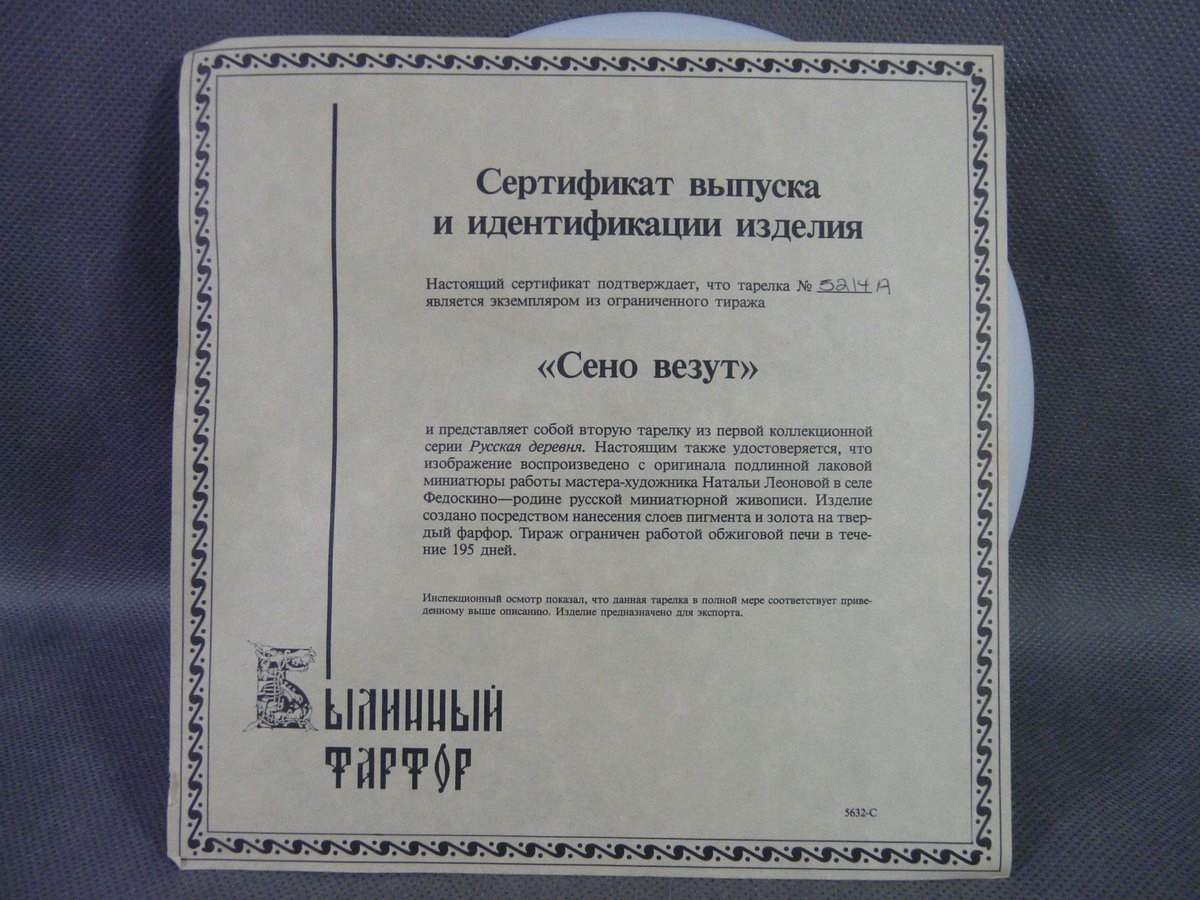 Сертификат выпуска
и идентификации изделия
Настоящий сертификат подтверждает, что тарелка № 5214 A
является экземпляром из ограниченного тиража
«Сено везут»
и представляет собой вторую тарелку из первой коллекционной
серии Русская деревня. Настоящим также удостоверяется, что
изображение воспроизведено с оригинала подлинной лаковой
миниатюры работы мастера-художника Натальи Леоновой в селе
Федоскино—родине русской миниатюрной живописи. Изделие
создано посредством нанесения слоев пигмента и золота на твер-
дый фарфор. Тираж ограничен работой обжиговой печи в тече-
ние 195 дней.
Инспекционный осмотр показал, что данная тарелка в полной мере соответствует приве-
денному выше описанию. Изделие предназначено для экспорта.
Былинный
фарфор
5632-C